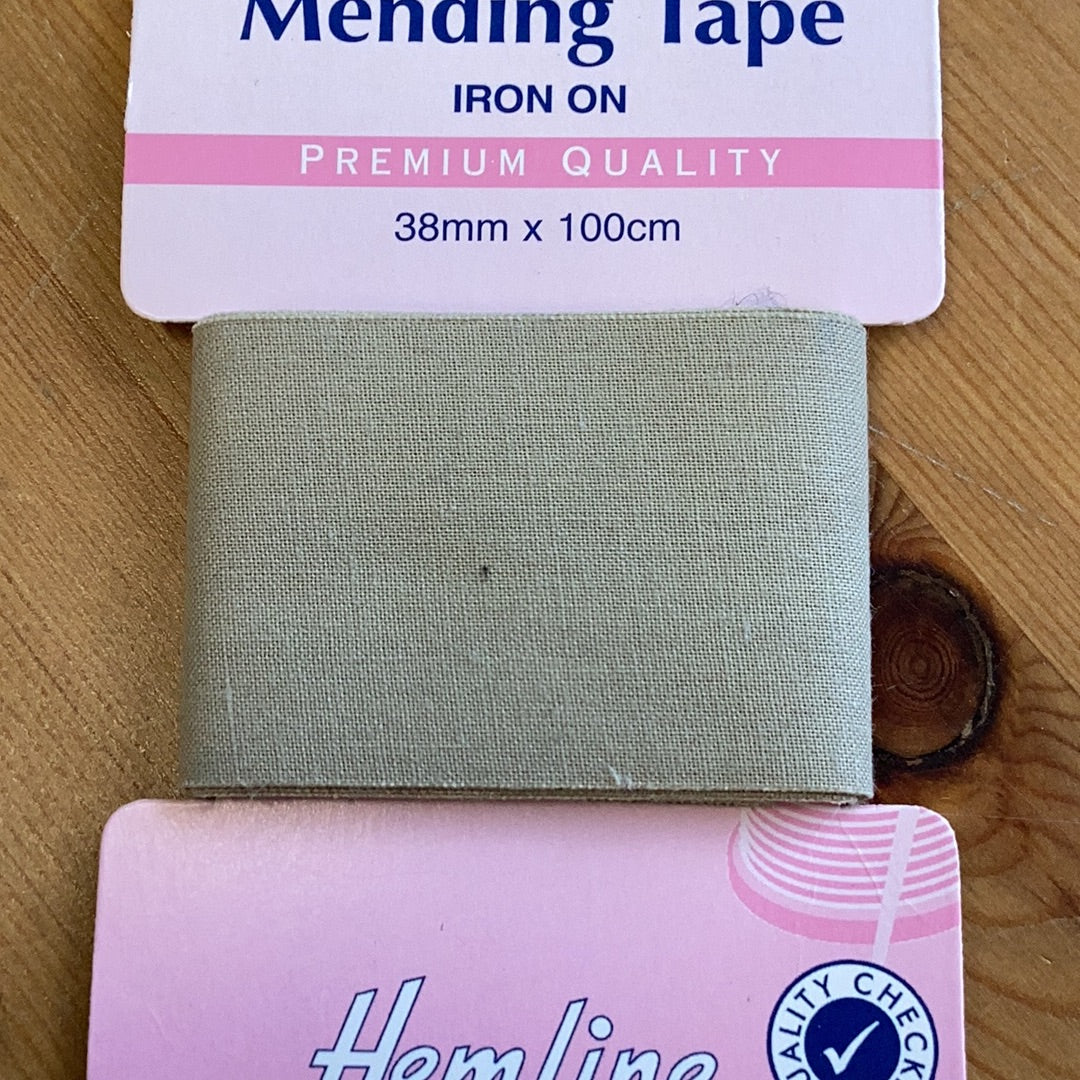 Mending Tape
IRON ON
PREMIUM QUALITY
38mm x 100cm
Hemline
QUALITY CHECK